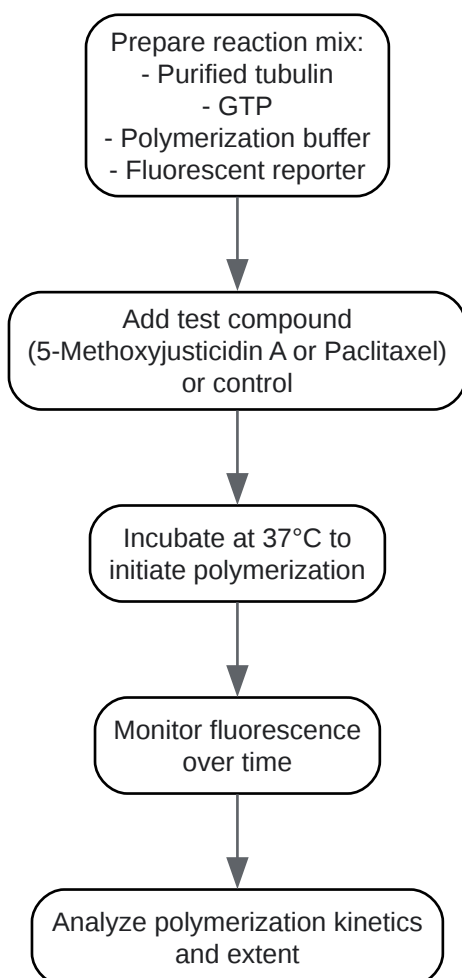 Prepare reaction mix:
- Purified tubulin
- GTP
- Polymerization buffer
- Fluorescent reporter
Add test compound
(5-Methoxyjusticidin A or Paclitaxel)
or control
Incubate at 37°C to
initiate polymerization
Monitor fluorescence
over time
Analyze polymerization kinetics
and extent